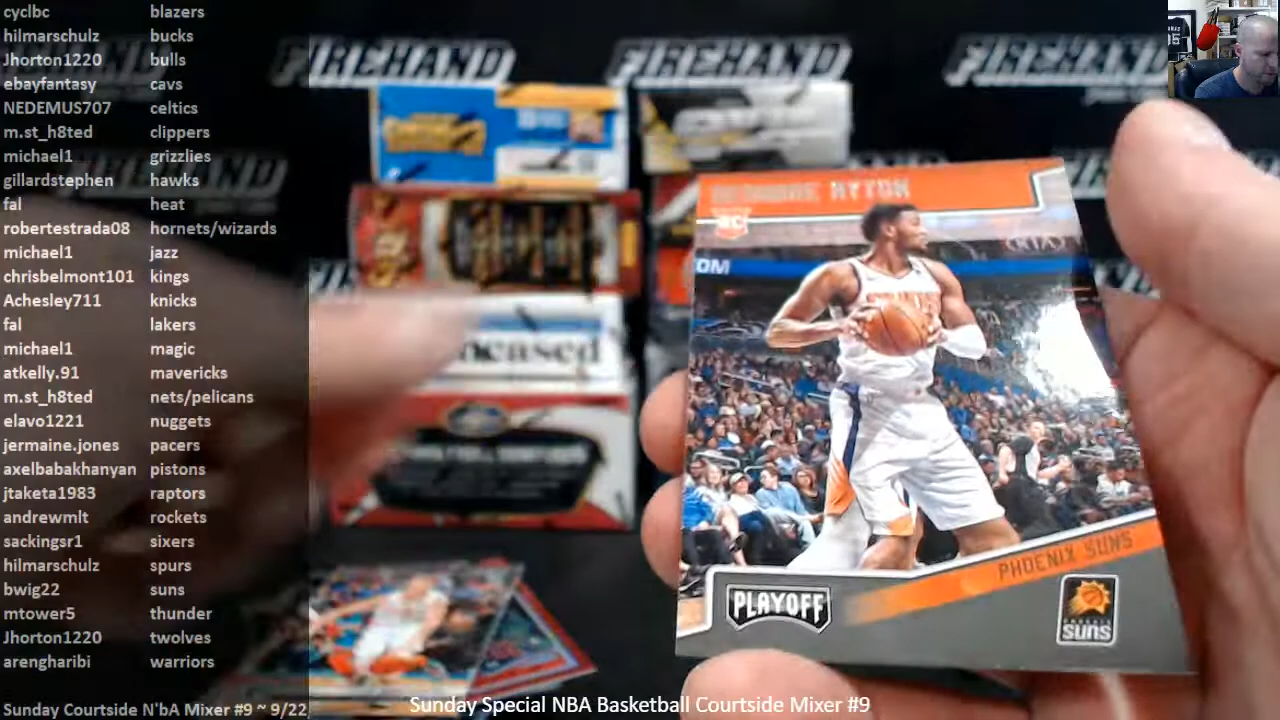 cyclbc blazers
hilmarschulz bucks
Jhorton1220 bulls
ebayfantasy cavs
NEDEMUS707 celtics
m.st_h8ted clippers
michael1 grizzlies
gillardstephen hawks
fal heat
robertestrada08 hornets/wizards
michael1 jazz
chrisbelmont101 kings
Achesley711 knicks
fal lakers
michael1 magic
atkelly.91 mavericks
m.st_h8ted nets/pelicans
elavo1221 nuggets
jermaine.jones pacers
axelbabakhanyan pistons
jtaketa1983 raptors
andrewmlt rockets
sackingsr1 sixers
hilmarschulz spurs
bwig22 suns
mtower5 thunder
Jhorton1220 twolves
arengharibi warriors
Sunday Courtside N'bA Mixer #9 ~ 9/22
FIREHAND FIREHAND FIREHAND
DEANDRE AYTON
RC
PHOENIX SUNS
PLAYOFF
PHOENIX
SUNS
Sunday Special NBA Basketball Courtside Mixer #9